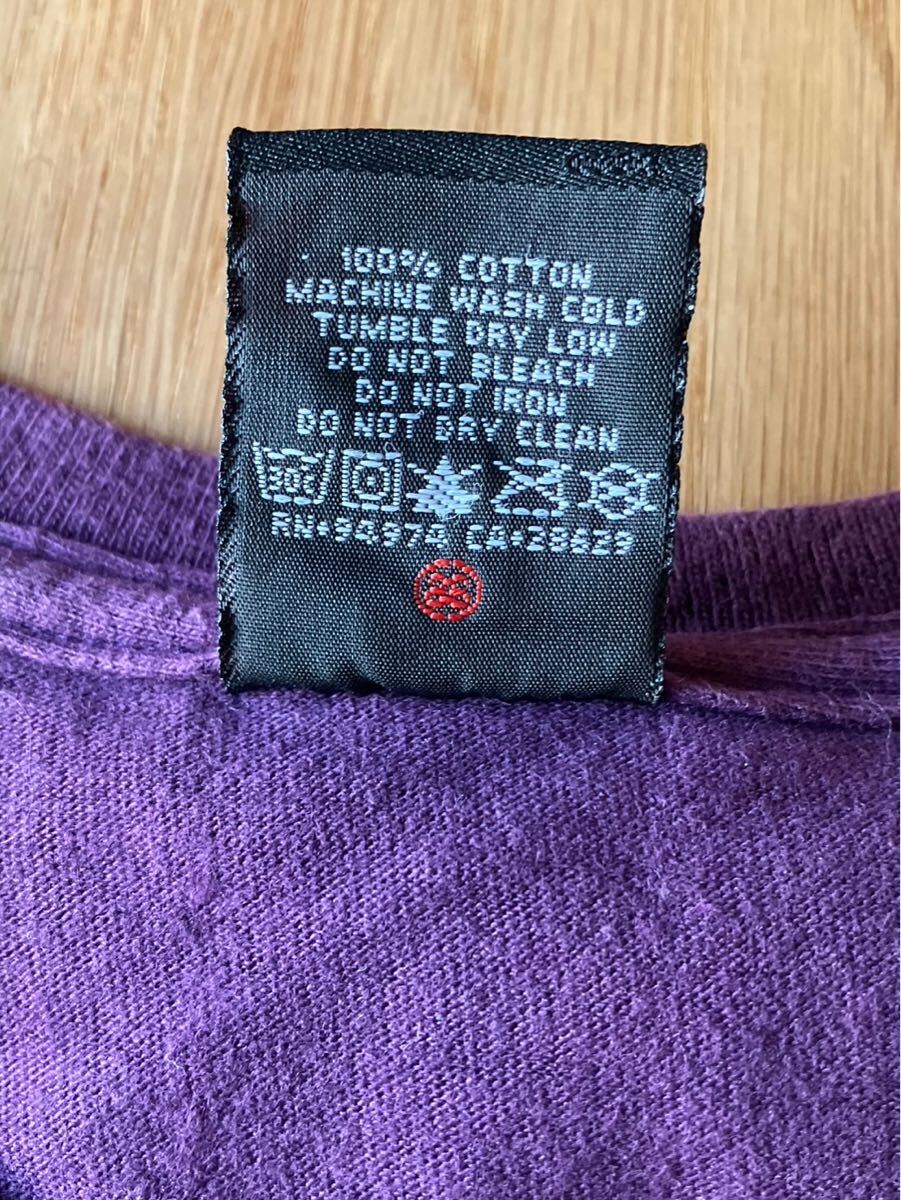 100% COTTON
MACHINE WASH COLD
TUMBLE DRY LOW
DO NOT BLEACH
DO NOT IRON
DO NOT DRY CLEAN
RN•94974 CA•38629